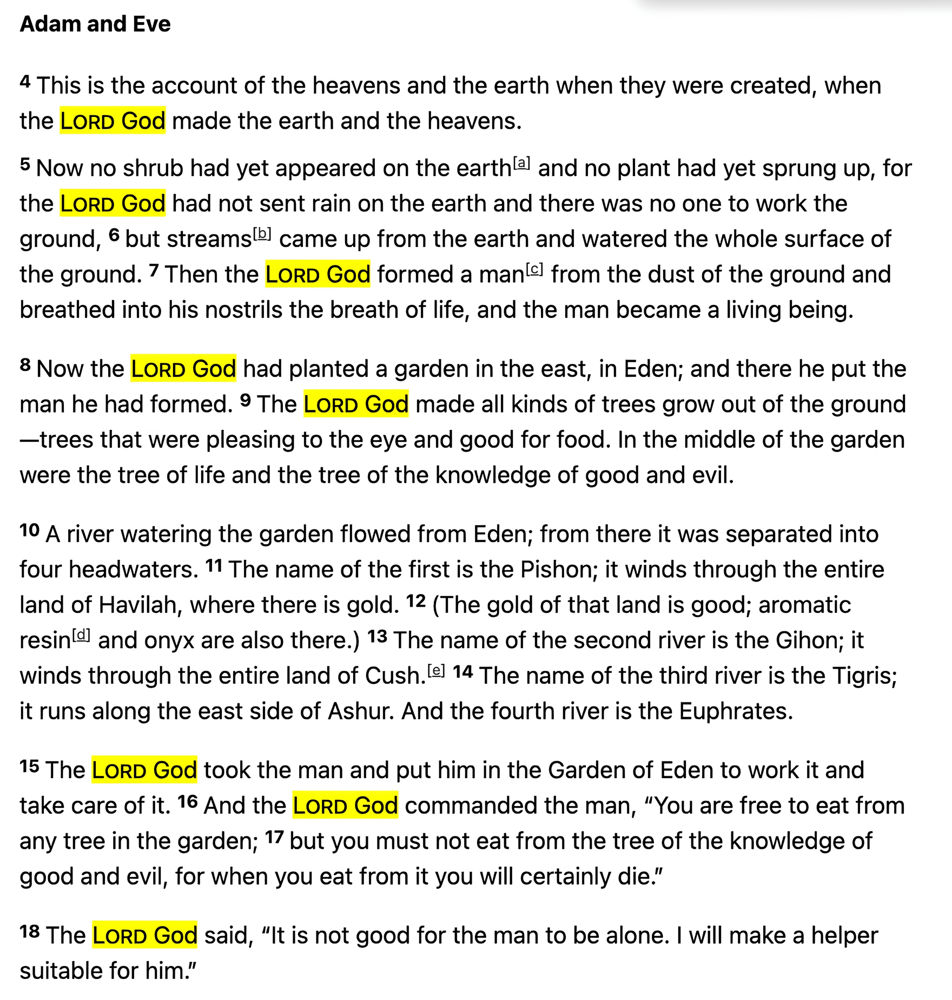 Adam and Eve
4 This is the account of the heavens and the earth when they were created, when
the LORD God made the earth and the heavens.
5 Now no shrub had yet appeared on the earth[a] and no plant had yet sprung up, for
the LORD God had not sent rain on the earth and there was no one to work the
ground, 6 but streams[b] came up from the earth and watered the whole surface of
the ground. 7 Then the LORD God formed a man[c] from the dust of the ground and
breathed into his nostrils the breath of life, and the man became a living being.
8 Now the LORD God had planted a garden in the east, in Eden; and there he put the
man he had formed. 9 The LORD God made all kinds of trees grow out of the ground
—trees that were pleasing to the eye and good for food. In the middle of the garden
were the tree of life and the tree of the knowledge of good and evil.
10 A river watering the garden flowed from Eden; from there it was separated into
four headwaters. 11 The name of the first is the Pishon; it winds through the entire
land of Havilah, where there is gold. 12 (The gold of that land is good; aromatic
resin[d] and onyx are also there.) 13 The name of the second river is the Gihon; it
winds through the entire land of Cush.[e] 14 The name of the third river is the Tigris;
it runs along the east side of Ashur. And the fourth river is the Euphrates.
15 The LORD God took the man and put him in the Garden of Eden to work it and
take care of it. 16 And the LORD God commanded the man, “You are free to eat from
any tree in the garden; 17 but you must not eat from the tree of the knowledge of
good and evil, for when you eat from it you will certainly die.”
18 The LORD God said, “It is not good for the man to be alone. I will make a helper
suitable for him.”